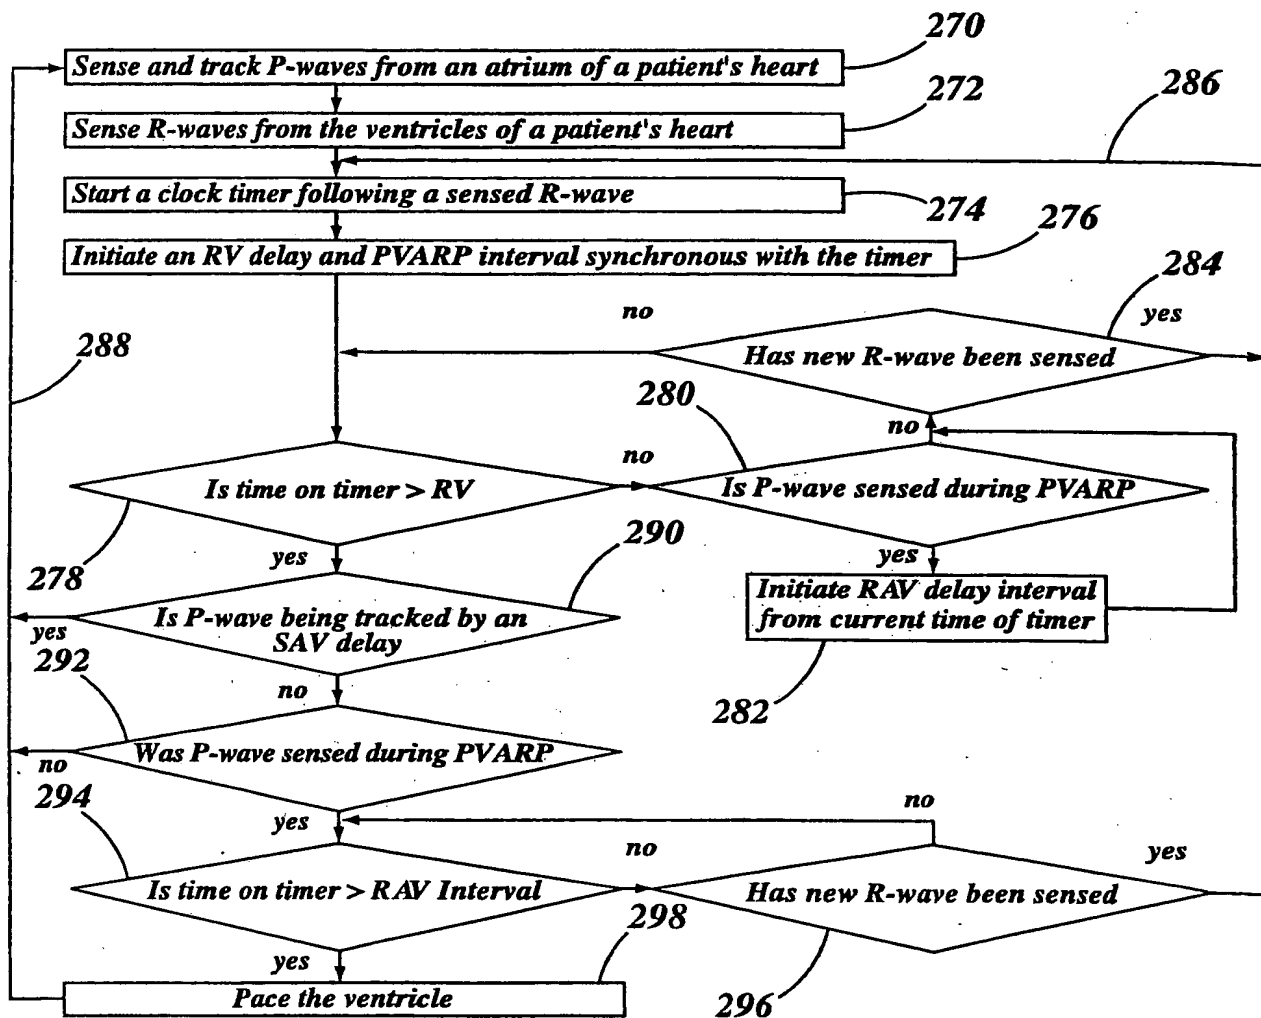 270
Sense and track P-waves from an atrium of a patient's heart
272
286
Sense R-waves from the ventricles of a patient's heart
Start a clock timer following a sensed R-wave
274
276
Initiate an RV delay and PVARP interval synchronous with the timer
284
no
yes
288
Has new R-wave been sensed
280
no
no
Is time on timer > RV
Is P-wave sensed during PVARP
290
yes
yes
278
Initiate RAV delay interval
from current time of timer
Is P-wave being tracked by an
SAV delay
yes
292
no
282
Was P-wave sensed during PVARP
no
294
no
yes
no
yes
Is time on timer > RAV Interval
Has new R-wave been sensed
298
yes
Pace the ventricle
296